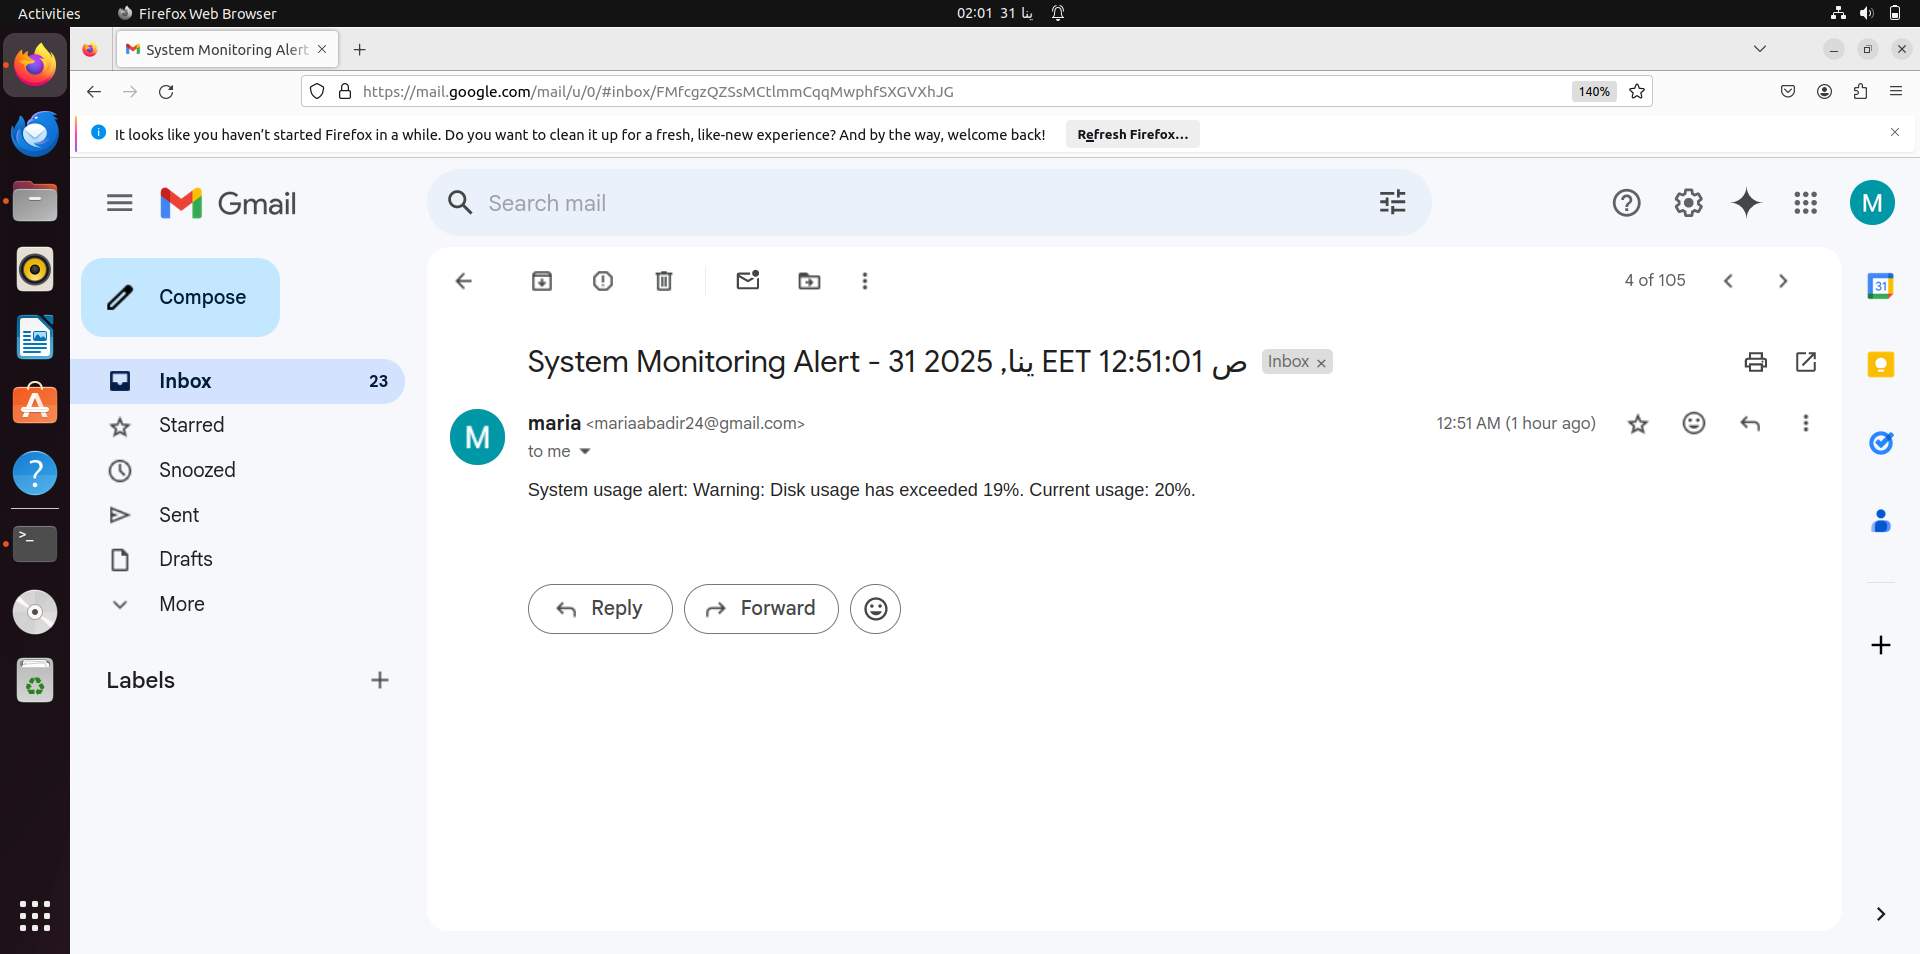 Activities
Firefox Web Browser
02:01 31 ينا
System Monitoring Alert
https://mail.google.com/mail/u/0/#inbox/FMfcgzQZSsMCtlmmCqqMwphfSXGVXhJG
140%
It looks like you haven’t started Firefox in a while. Do you want to clean it up for a fresh, like-new experience? And by the way, welcome back!
Refresh Firefox…
Gmail
Search mail
M
Compose
Inbox 23
Starred
Snoozed
Sent
Drafts
More
Labels
4 of 105
31
System Monitoring Alert - 31 ينا, 2025 EET 12:51:01 ص
Inbox
M
maria <mariaabadir24@gmail.com>
12:51 AM (1 hour ago)
to me
System usage alert: Warning: Disk usage has exceeded 19%. Current usage: 20%.
Reply
Forward